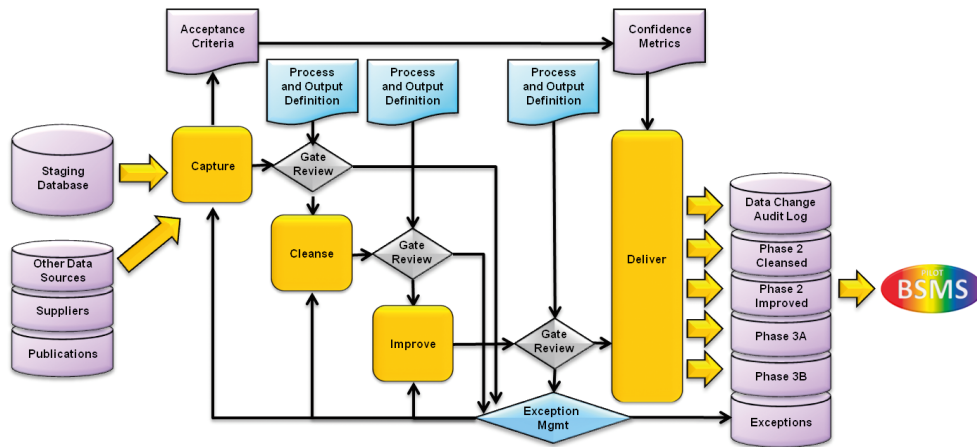 Acceptance
Criteria
Confidence
Metrics
Process
and Output
Definition
Process
and Output
Definition
Process
and Output
Definition
Staging
Database
Capture
Gate
Review
Other Data
Sources
Suppliers
Publications
Cleanse
Gate
Review
Improve
Gate
Review
Deliver
Exception
Mgmt
Data Change
Audit Log
Phase 2
Cleansed
Phase 2
Improved
Phase 3A
Phase 3B
Exceptions
PILOT
BSMS